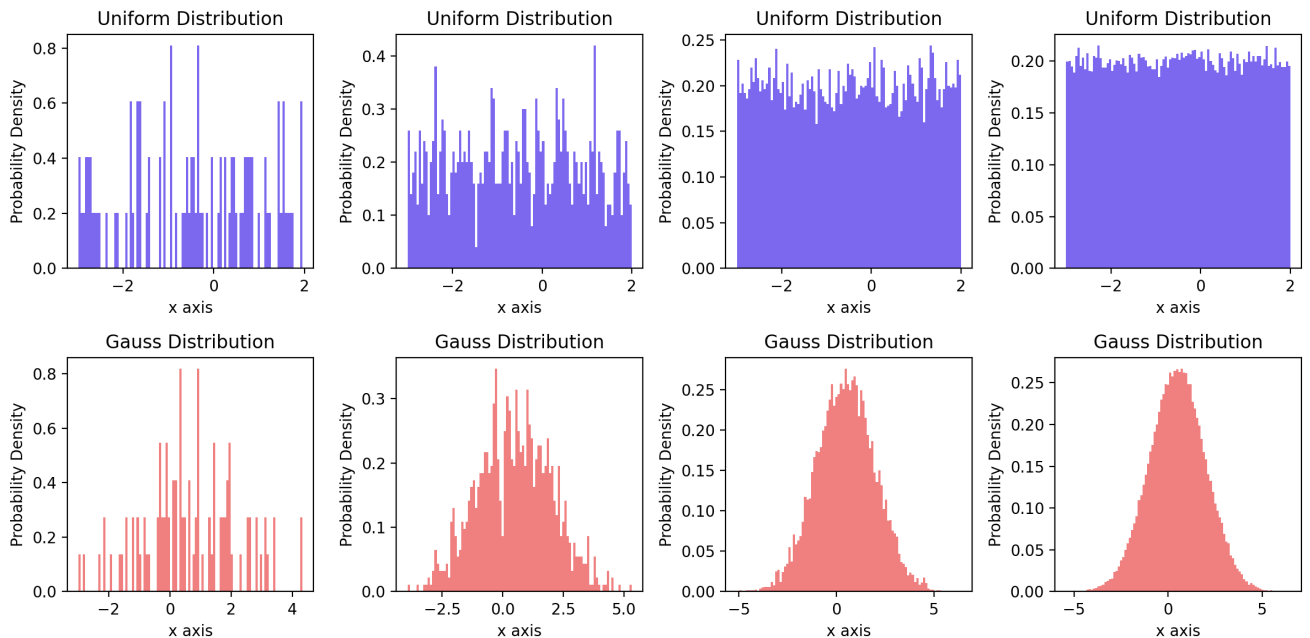 Uniform Distribution
Probability Density
0.8
0.6
0.4
0.2
0.0
−2 0 2
x axis
Uniform Distribution
Probability Density
0.4
0.3
0.2
0.1
0.0
−2 0 2
x axis
Uniform Distribution
Probability Density
0.25
0.20
0.15
0.10
0.05
0.00
−2 0 2
x axis
Uniform Distribution
Probability Density
0.20
0.15
0.10
0.05
0.00
−2 0 2
x axis
Gauss Distribution
Probability Density
0.8
0.6
0.4
0.2
0.0
−2 0 2 4
x axis
Gauss Distribution
Probability Density
0.3
0.2
0.1
0.0
−2.5 0.0 2.5 5.0
x axis
Gauss Distribution
Probability Density
0.25
0.20
0.15
0.10
0.05
0.00
−5 0 5
x axis
Gauss Distribution
Probability Density
0.25
0.20
0.15
0.10
0.05
0.00
−5 0 5
x axis